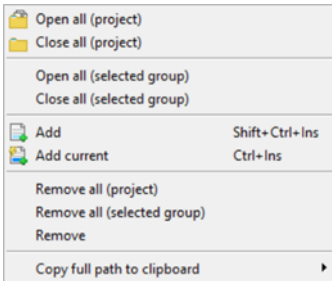 Open all (project)
Close all (project)
Open all (selected group)
Close all (selected group)
Add Shift+Ctrl+Ins
Add current Ctrl+Ins
Remove all (project)
Remove all (selected group)
Remove
Copy full path to clipboard